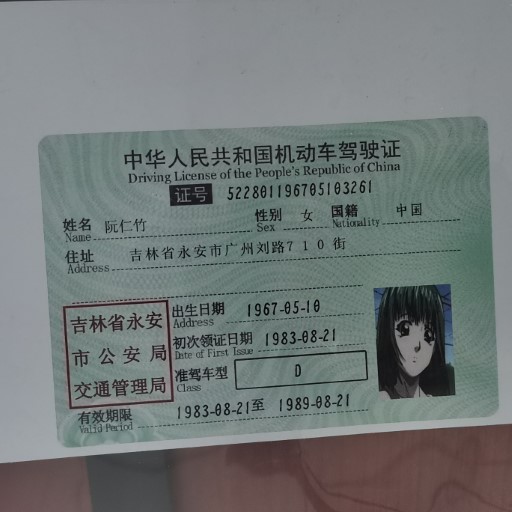 中华人民共和国机动车驾驶证
Driving License of the People's Republic of China
证号 522801196705103261
姓名 阮仁竹 性别 女 国籍 中国
Name Sex Nationality
住址 吉林省永安市广州刘路710街
Address
出生日期 1967-05-10
Address
初次领证日期 1983-08-21
Date of First Issue
准驾车型 D
Class
吉林省永安
市公安局
交通管理局
有效期限 1983-08-21至 1989-08-21
Valid Period